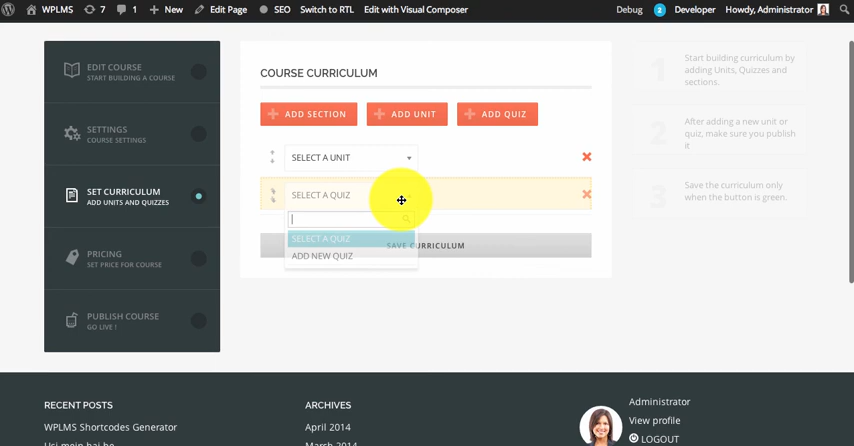 WPLMS 7 1 New Edit Page SEO Switch to RTL Edit with Visual Composer Debug 2 Developer Howdy, Administrator
EDIT COURSE
START BUILDING A COURSE
SETTINGS
COURSE SETTINGS
SET CURRICULUM
ADD UNITS AND QUIZZES
PRICING
SET PRICE FOR COURSE
PUBLISH COURSE
GO LIVE !
COURSE CURRICULUM
ADD SECTION ADD UNIT ADD QUIZ
SELECT A UNIT
SELECT A QUIZ
SELECT A QUIZ
ADD NEW QUIZ
SAVE CURRICULUM
1
Start building curriculum by
adding Units, Quizzes and
sections.
2
After adding a new unit or
quiz, make sure you publish
it
3
Save the curriculum only
when the button is green.
RECENT POSTS
WPLMS Shortcodes Generator
Usi mein hai bo
ARCHIVES
April 2014
March 2014
Administrator
View profile
LOGOUT